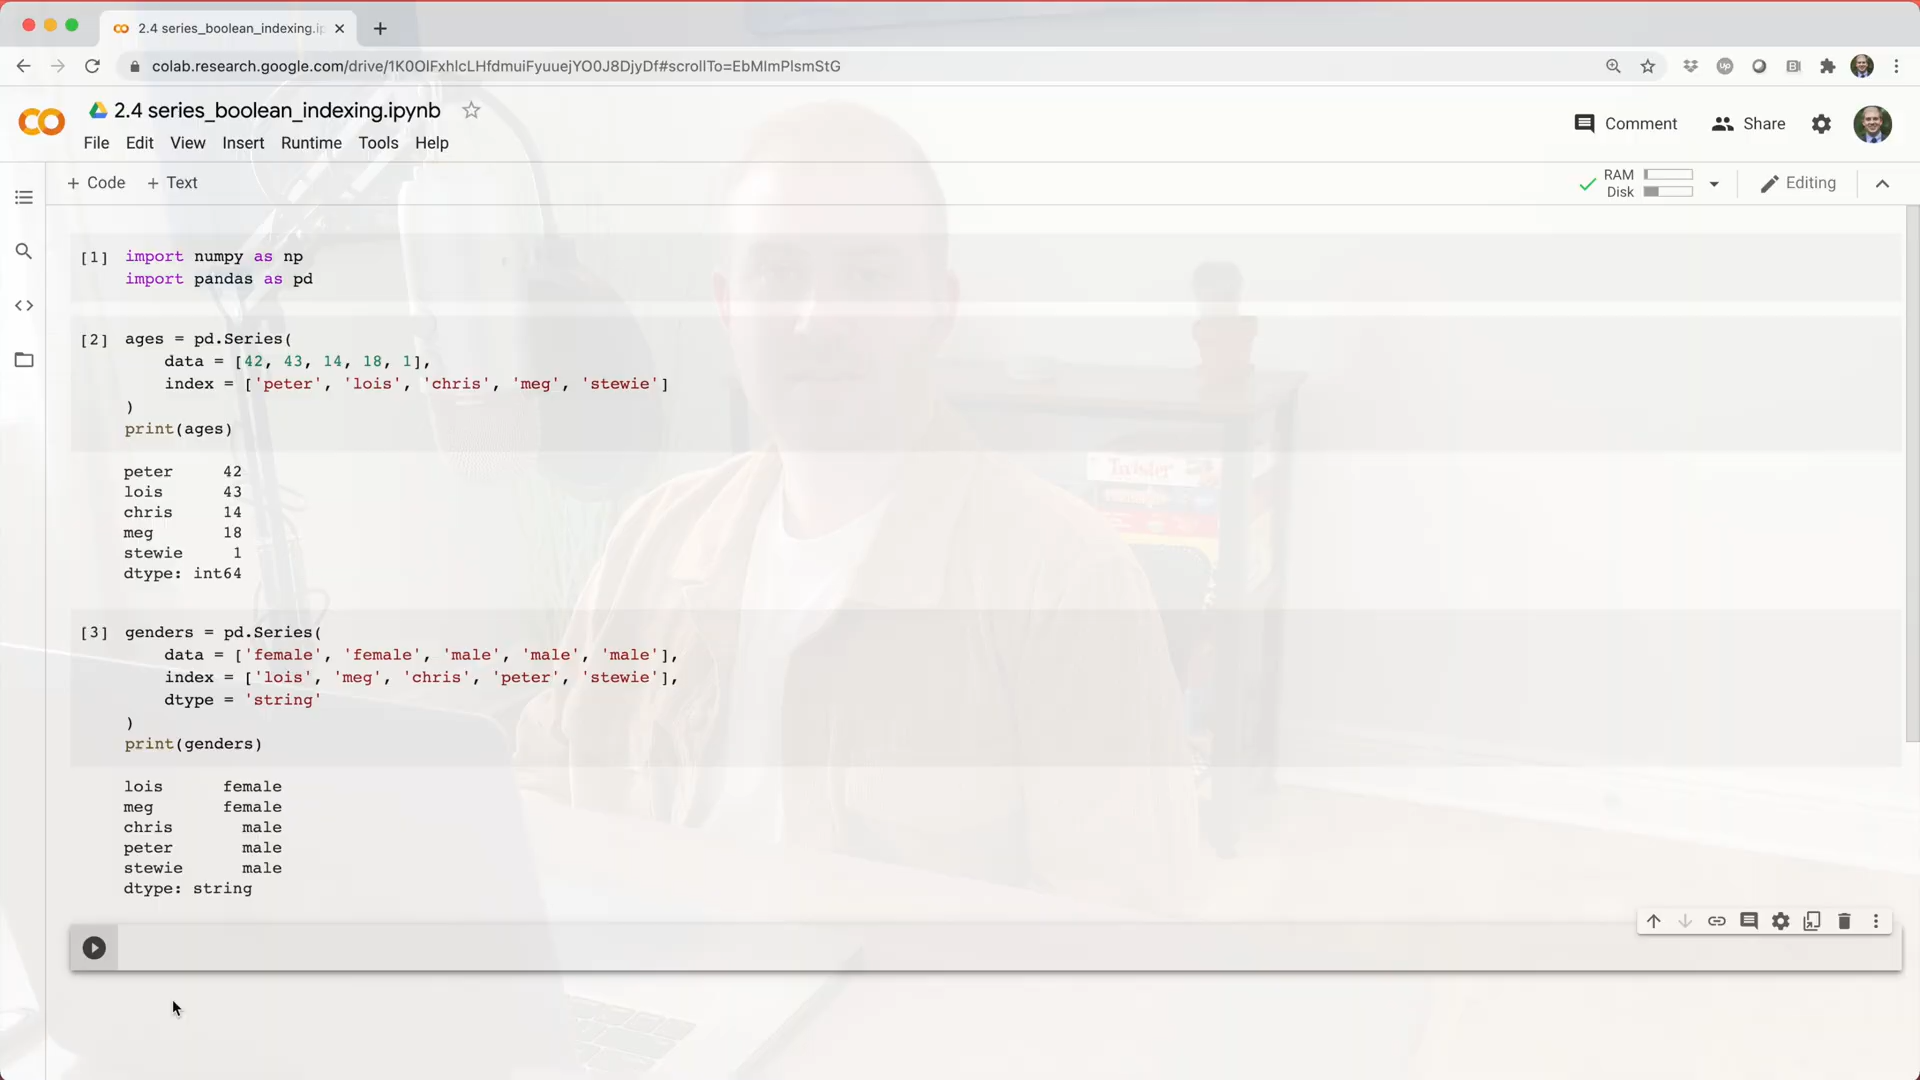 2.4 series_boolean_indexing.ip
colab.research.google.com/drive/1K0OlFxhlcLHfdmuiFyuuejYO0J8DjyDf#scrollTo=EbMlmPlsmStG
2.4 series_boolean_indexing.ipynb
Comment
Share
File Edit View Insert Runtime Tools Help
+ Code + Text
RAM
Disk
Editing
[1] import numpy as np
import pandas as pd
[2] ages = pd.Series(
data = [42, 43, 14, 18, 1],
index = ['peter', 'lois', 'chris', 'meg', 'stewie']
)
print(ages)
peter 42
lois 43
chris 14
meg 18
stewie 1
dtype: int64
[3] genders = pd.Series(
data = ['female', 'female', 'male', 'male', 'male'],
index = ['lois', 'meg', 'chris', 'peter', 'stewie'],
dtype = 'string'
)
print(genders)
lois female
meg female
chris male
peter male
stewie male
dtype: string
Twister